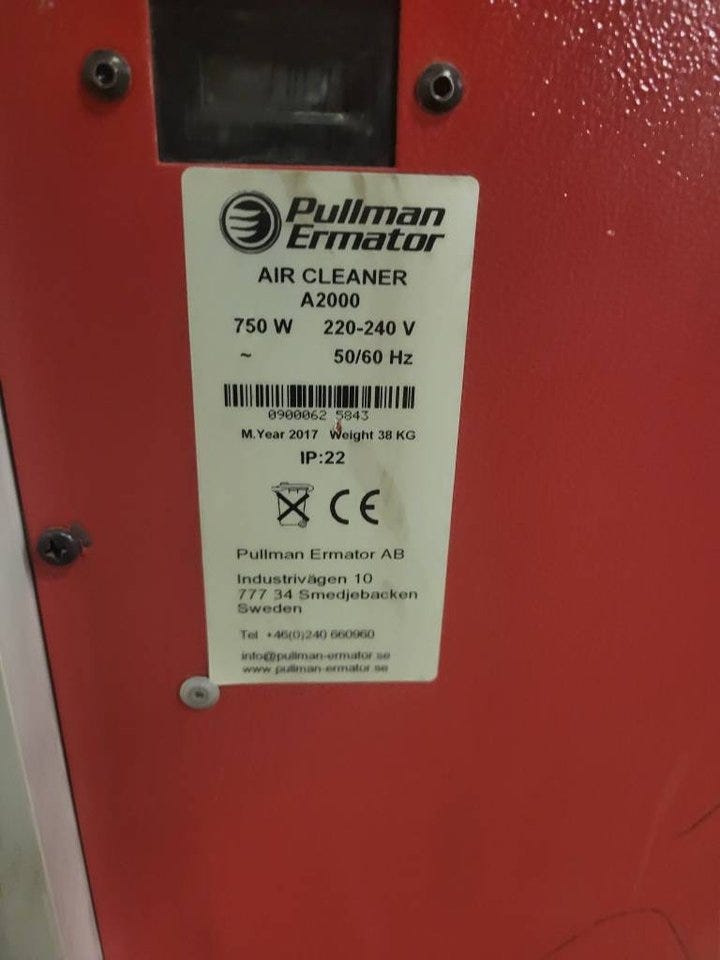 Pullman
Ermator
AIR CLEANER
A2000
750 W 220-240 V
~ 50/60 Hz
0900062 5843
M.Year 2017 Weight 38 KG
IP:22
CE
Pullman Ermator AB
Industrivägen 10
777 34 Smedjebacken
Sweden
Tel +46(0)240 660960
info@pullman-ermator.se
www.pullman-ermator.se